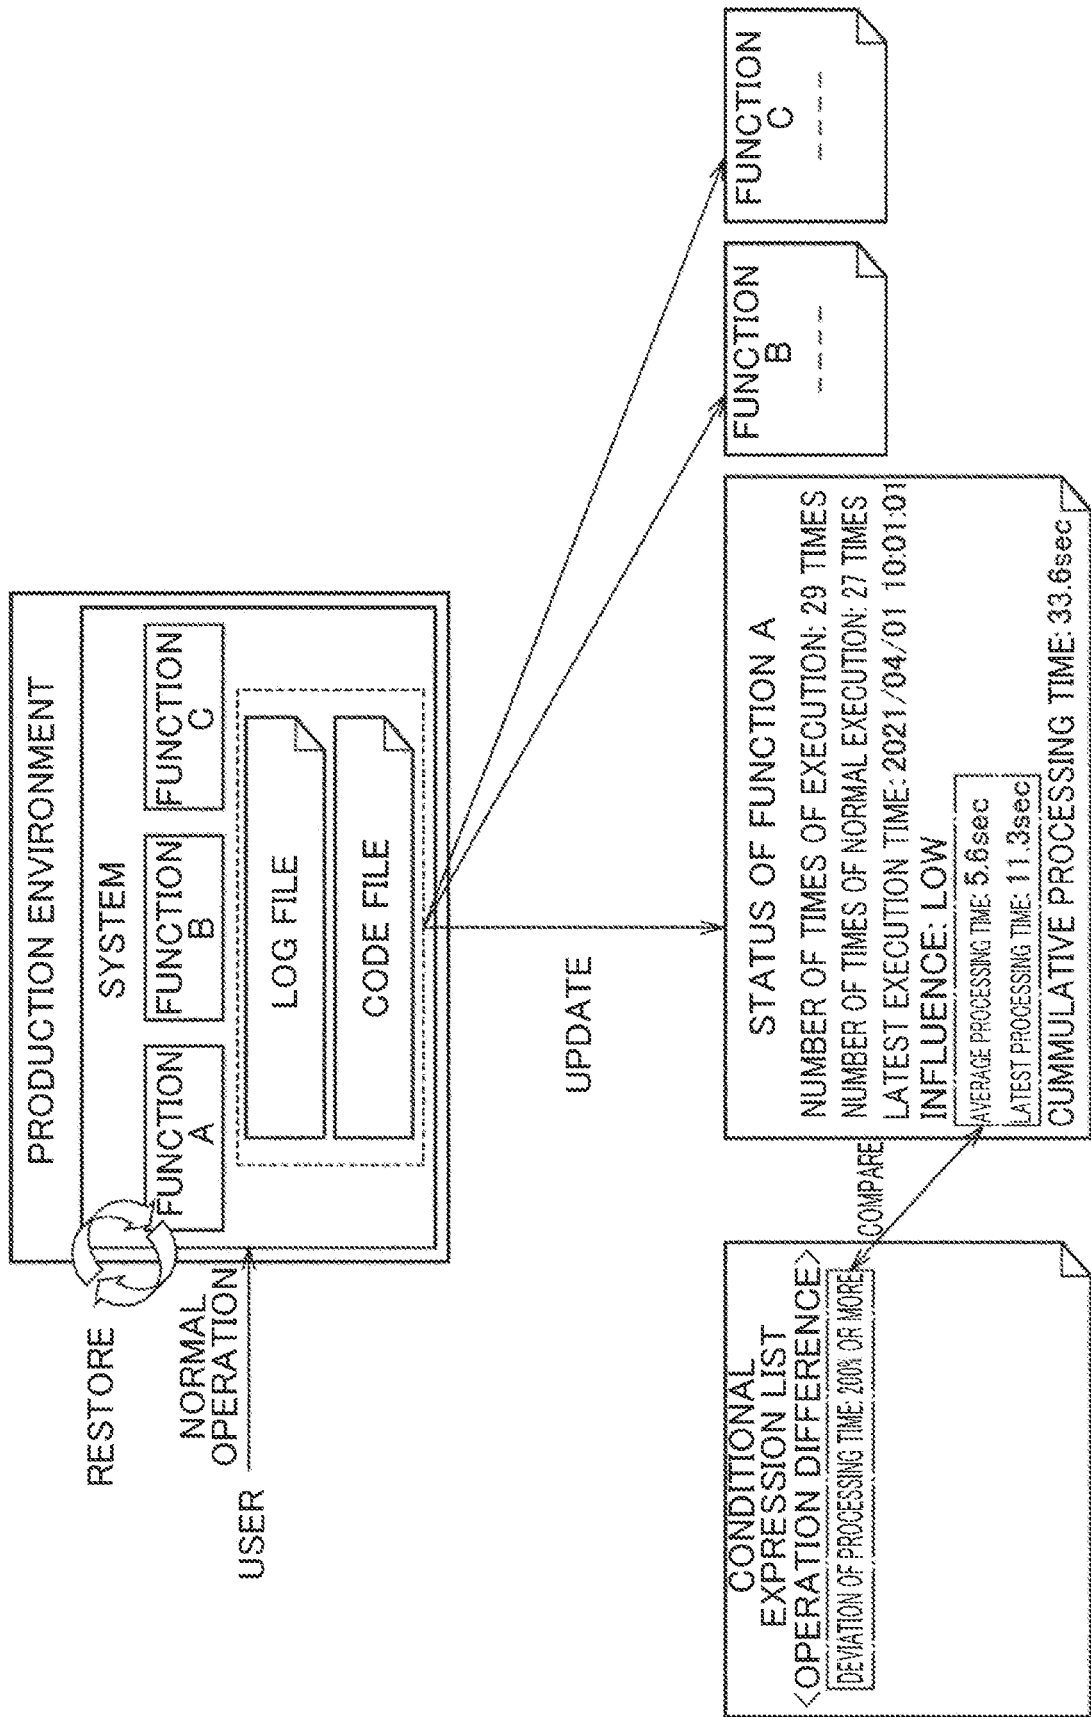 PRODUCTION ENVIRONMENT
SYSTEM
FUNCTION
A
FUNCTION
B
FUNCTION
C
LOG FILE
CODE FILE
RESTORE
NORMAL
OPERATION
USER
UPDATE
CONDITIONAL
EXPRESSION LIST
<OPERATION DIFFERENCE>
DEVIATION OF PROCESSING TIME: 200% OR MORE
COMPARE
STATUS OF FUNCTION A
NUMBER OF TIMES OF EXECUTION: 29 TIMES
NUMBER OF TIMES OF NORMAL EXECUTION: 27 TIMES
LATEST EXECUTION TIME: 2021/04/01 10:01:01
INFLUENCE: LOW
AVERAGE PROCESSING TIME: 5.6sec
LATEST PROCESSING TIME: 11.3sec
CUMMULATIVE PROCESSING TIME: 33.6sec
FUNCTION
B
----
FUNCTION
C
----